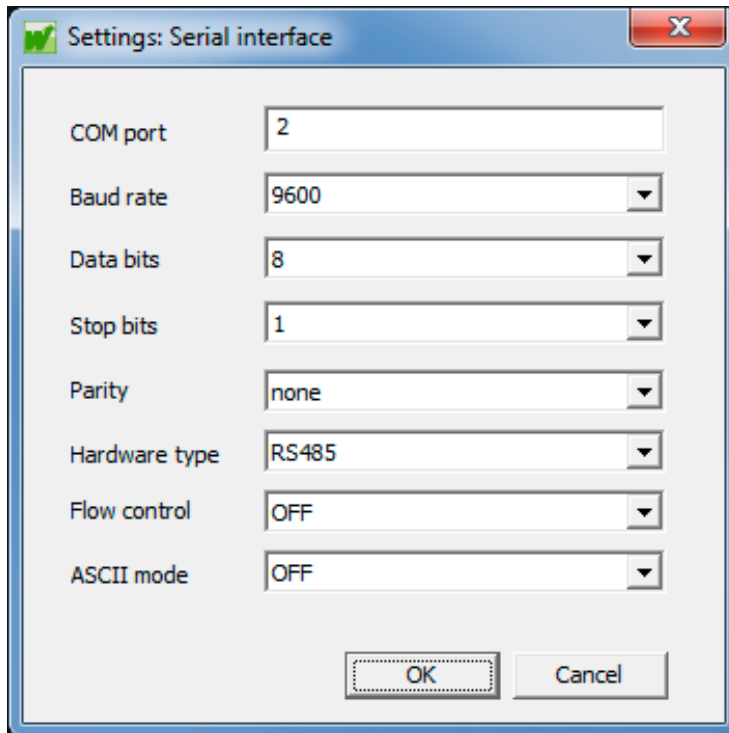 Settings: Serial interface
COM port 2
Baud rate 9600
Data bits 8
Stop bits 1
Parity none
Hardware type RS485
Flow control OFF
ASCII mode OFF
OK Cancel